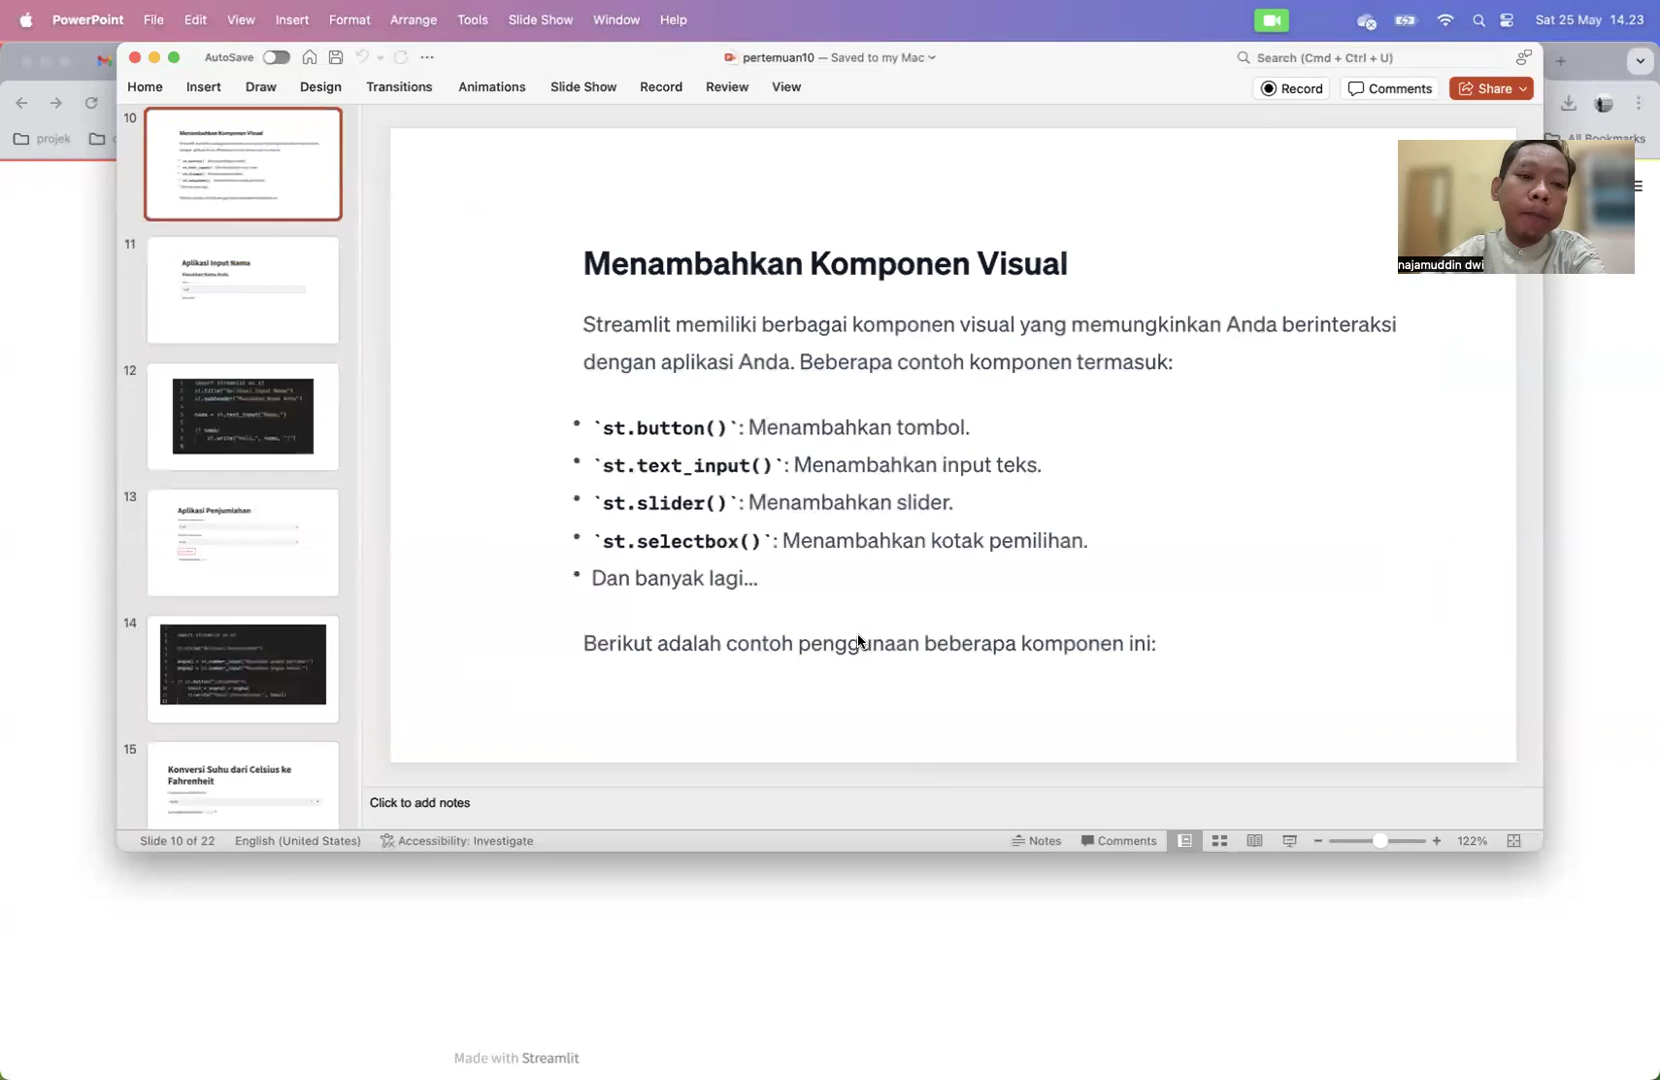 PowerPoint File Edit View Insert Format Arrange Tools Slide Show Window Help Sat 25 May 14.23
AutoSave pertemuan10 — Saved to my Mac Search (Cmd + Ctrl + U)
Home Insert Draw Design Transitions Animations Slide Show Record Review View Record Comments Share
projek
All Bookmarks
10
Menambahkan Komponen Visual
11
Aplikasi Input Nama
Masukkan Nama Anda
12
13
Aplikasi Penjumlahan
14
15
Konversi Suhu dari Celsius ke
Fahrenheit
Menambahkan Komponen Visual
Streamlit memiliki berbagai komponen visual yang memungkinkan Anda berinteraksi
dengan aplikasi Anda. Beberapa contoh komponen termasuk:
• `st.button()`: Menambahkan tombol.
• `st.text_input()`: Menambahkan input teks.
• `st.slider()`: Menambahkan slider.
• `st.selectbox()`: Menambahkan kotak pemilihan.
• Dan banyak lagi...
Berikut adalah contoh penggunaan beberapa komponen ini:
najamuddin dwi
Click to add notes
Slide 10 of 22 English (United States) Accessibility: Investigate Notes Comments 122%
Made with Streamlit